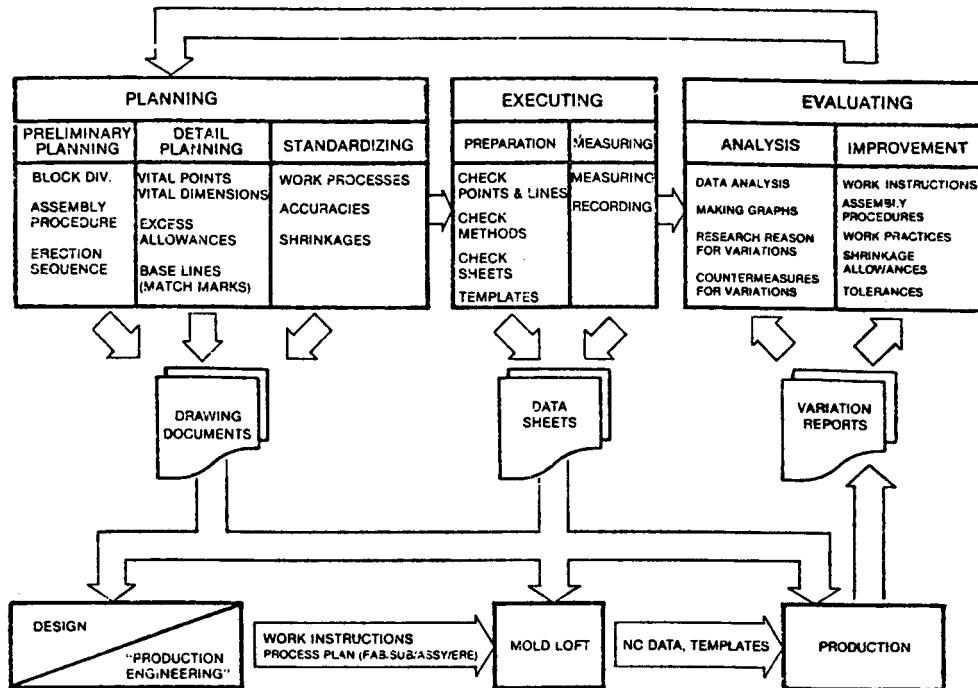 PLANNING
PRELIMINARY
PLANNING
DETAIL
PLANNING
STANDARDIZING
BLOCK DIV.
ASSEMBLY
PROCEDURE
ERECTION
SEQUENCE
VITAL POINTS
VITAL DIMENSIONS
EXCESS
ALLOWANCES
BASE LINES
(MATCH MARKS)
WORK PROCESSES
ACCURACIES
SHRINKAGES
EXECUTING
PREPARATION
MEASURING
CHECK
POINTS & LINES
CHECK
METHODS
CHECK
SHEETS
TEMPLATES
MEASURING
RECORDING
EVALUATING
ANALYSIS
IMPROVEMENT
DATA ANALYSIS
MAKING GRAPHS
RESEARCH REASON
FOR VARIATIONS
COUNTERMEASURES
FOR VARIATIONS
WORK INSTRUCTIONS
ASSEMBLY
PROCEDURES
WORK PRACTICES
SHRINKAGE
ALLOWANCES
TOLERANCES
DRAWING
DOCUMENTS
DATA
SHEETS
VARIATION
REPORTS
DESIGN
"PRODUCTION
ENGINEERING"
WORK INSTRUCTIONS
PROCESS PLAN (FAB-SUB/ASSY/ERE)
MOLD LOFT
NC DATA, TEMPLATES
PRODUCTION